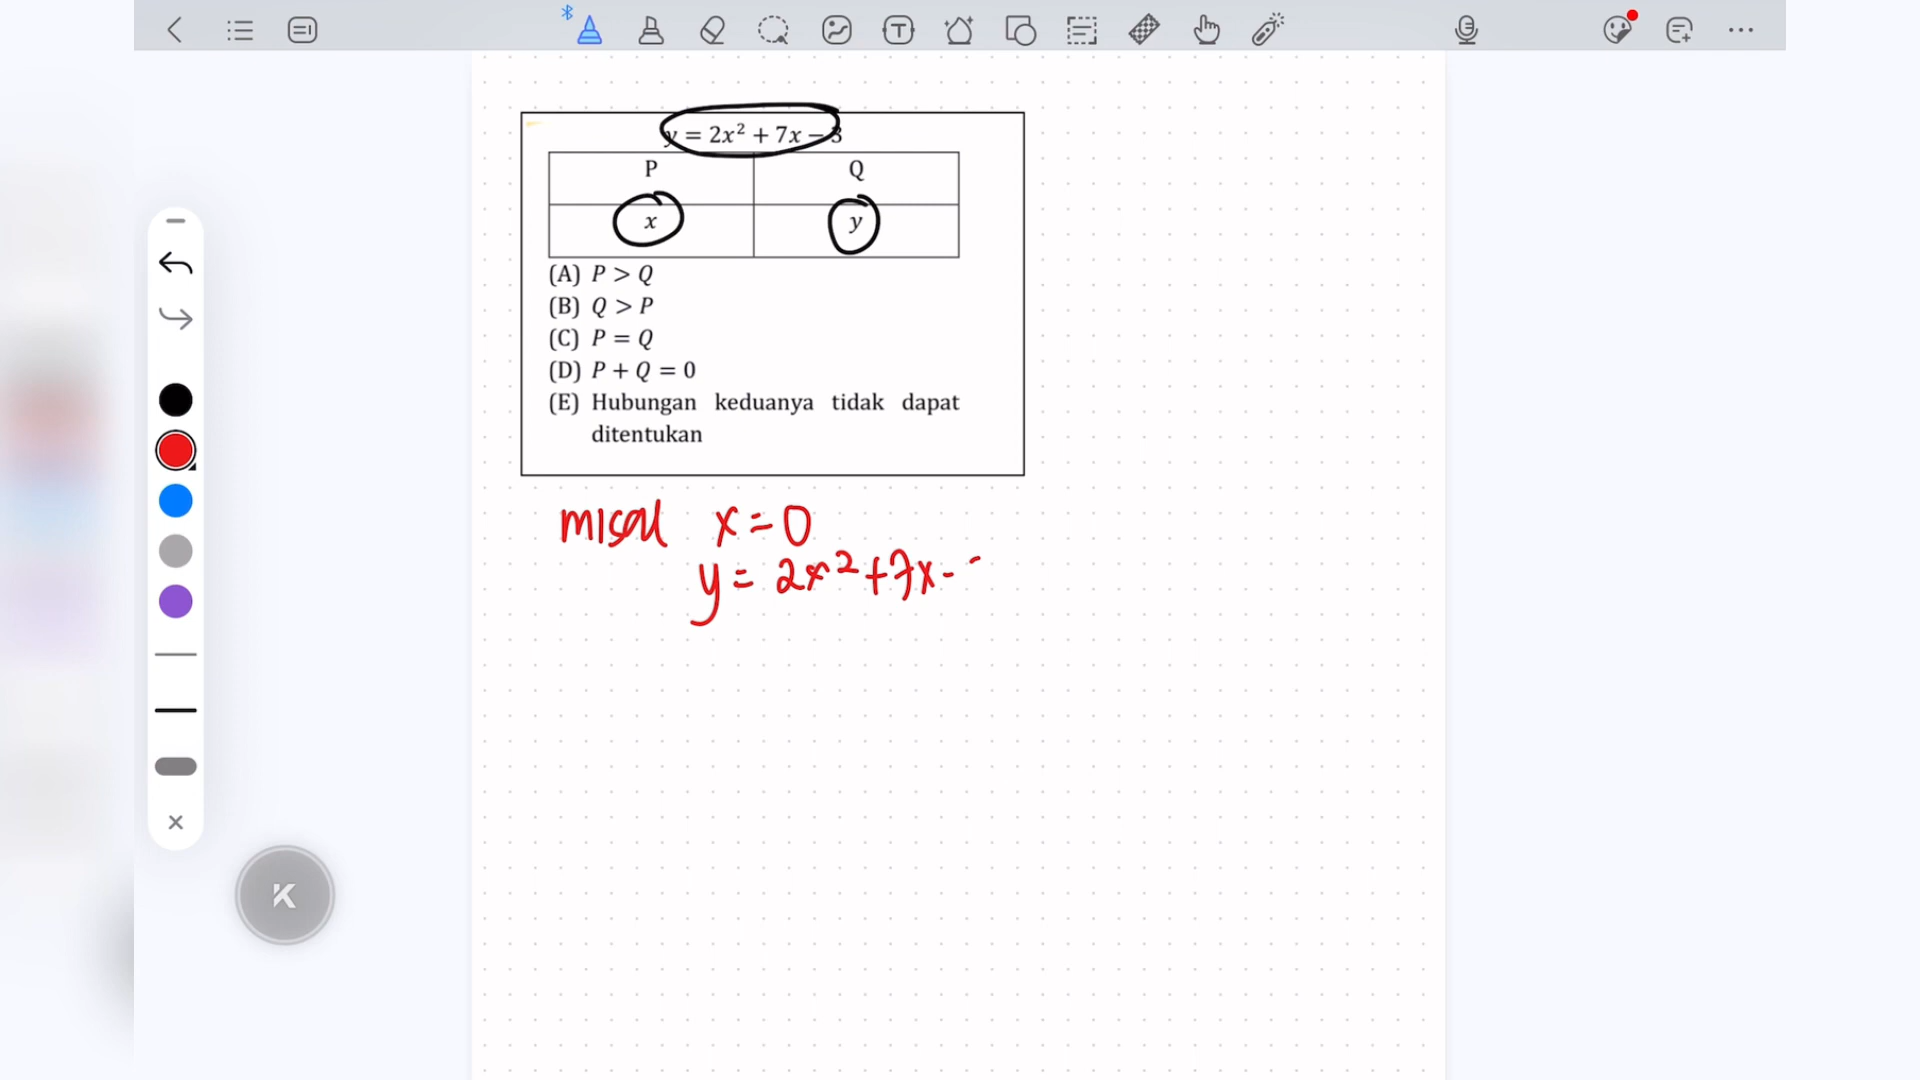 y = 2x² + 7x − 3
P Q
x y
(A) P > Q
(B) Q > P
(C) P = Q
(D) P + Q = 0
(E) Hubungan keduanya tidak dapat
ditentukan
misal x = 0
y = 2x² + 7x -
K